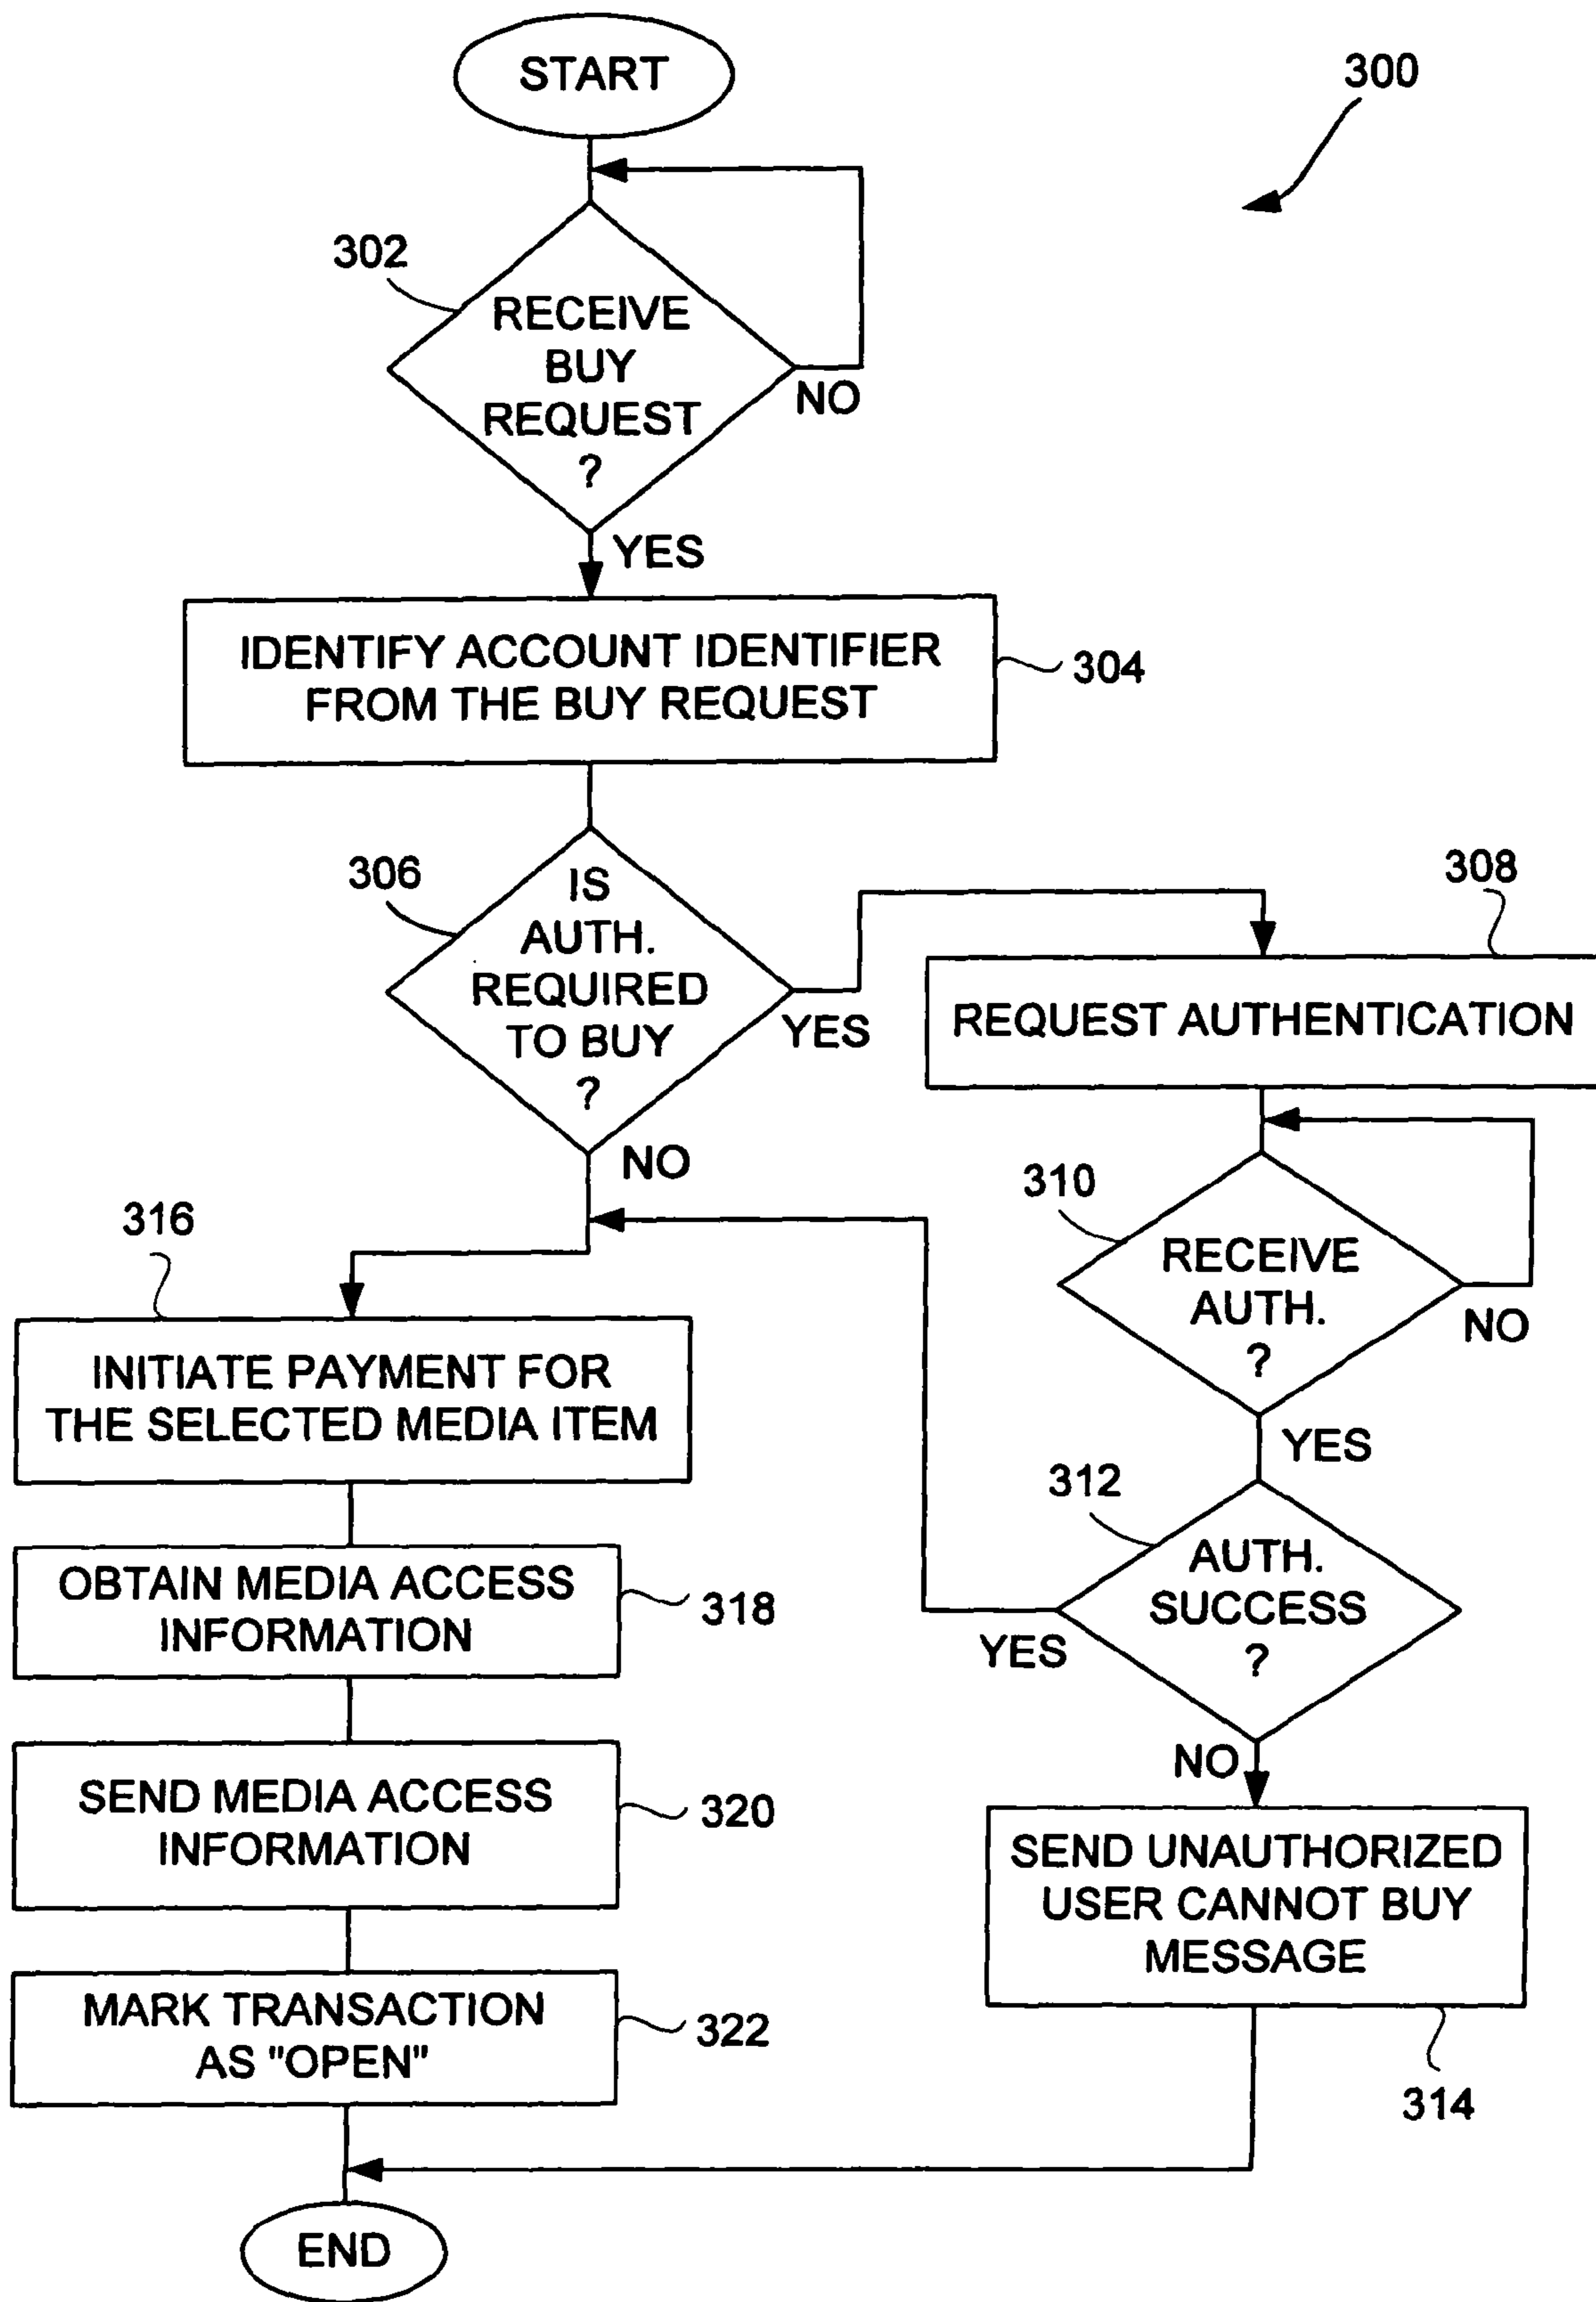 START
300
302
RECEIVE
BUY
REQUEST
?
NO
YES
IDENTIFY ACCOUNT IDENTIFIER
FROM THE BUY REQUEST
304
306
IS
AUTH.
REQUIRED
TO BUY
?
YES
NO
308
REQUEST AUTHENTICATION
310
RECEIVE
AUTH.
?
NO
YES
312
AUTH.
SUCCESS
?
YES
NO
SEND UNAUTHORIZED
USER CANNOT BUY
MESSAGE
314
316
INITIATE PAYMENT FOR
THE SELECTED MEDIA ITEM
OBTAIN MEDIA ACCESS
INFORMATION
318
SEND MEDIA ACCESS
INFORMATION
320
MARK TRANSACTION
AS "OPEN"
322
END